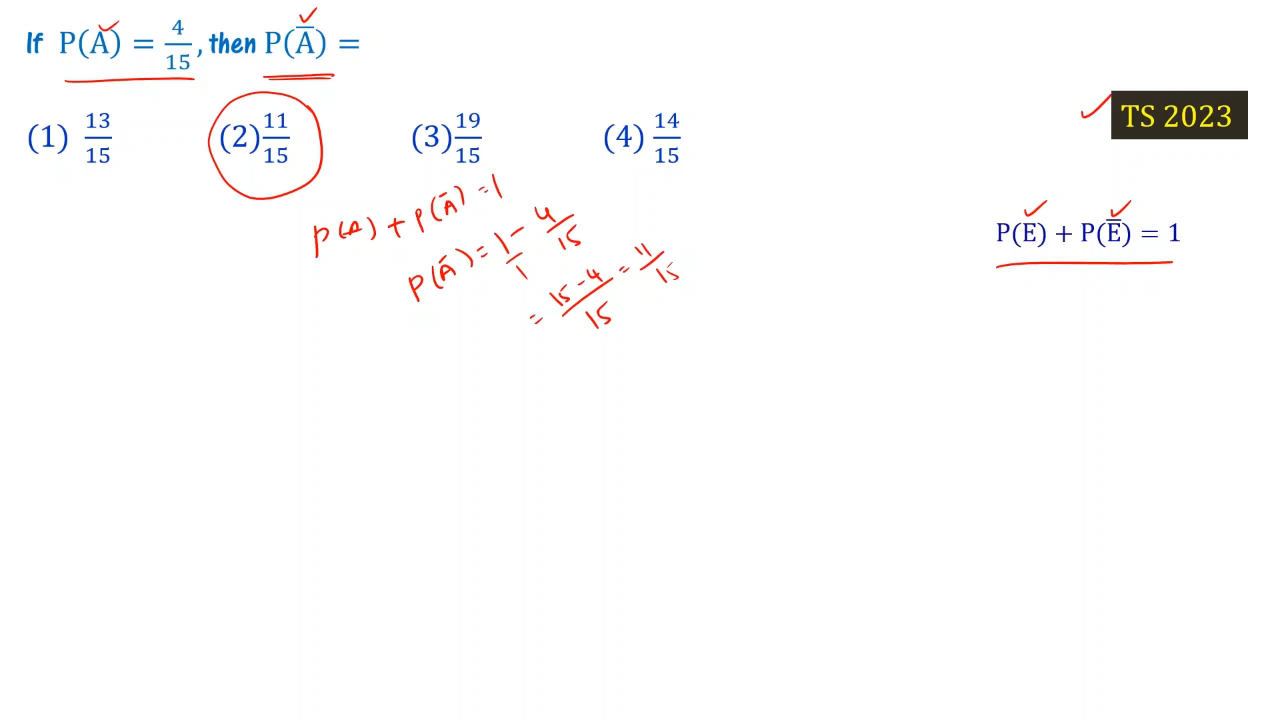 If P(A) = 4/15, then P(A̅) =
(1) 13/15 (2) 11/15 (3) 19/15 (4) 14/15
TS 2023
P(E) + P(E̅) = 1
P(A) + P(A̅) = 1
P(A̅) = 1/1 - 4/15
= 15-4/15 = 11/15